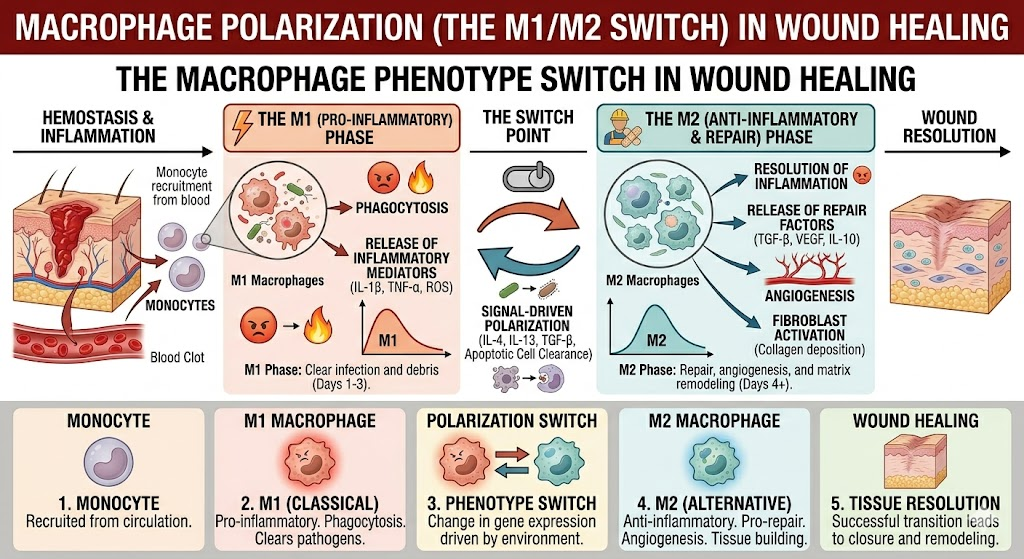 MACROPHAGE POLARIZATION (THE M1/M2 SWITCH) IN WOUND HEALING
THE MACROPHAGE PHENOTYPE SWITCH IN WOUND HEALING
HEMOSTASIS &
INFLAMMATION
Monocyte
recruitment
from blood
MONOCYTES
Blood Clot
THE M1 (PRO-INFLAMMATORY)
PHASE
M1 Macrophages
PHAGOCYTOSIS
RELEASE OF
INFLAMMATORY
MEDIATORS
(IL-1β, TNF-α, ROS)
M1
M1 Phase: Clear infection and debris
(Days 1-3).
THE SWITCH
POINT
SIGNAL-DRIVEN
POLARIZATION
(IL-4, IL-13, TGF-β,
Apoptotic Cell Clearance)
THE M2 (ANTI-INFLAMMATORY
& REPAIR) PHASE
M2 Macrophages
RESOLUTION OF
INFLAMMATION
RELEASE OF REPAIR
FACTORS
(TGF-β, VEGF, IL-10)
ANGIOGENESIS
FIBROBLAST
ACTIVATION
(Collagen deposition)
M2
M2 Phase: Repair, angiogenesis, and matrix
remodeling (Days 4+).
WOUND
RESOLUTION
MONOCYTE
1. MONOCYTE
Recruited from circulation.
M1 MACROPHAGE
2. M1 (CLASSICAL)
Pro-inflammatory. Phagocytosis.
Clears pathogens.
POLARIZATION SWITCH
3. PHENOTYPE SWITCH
Change in gene expression
driven by environment.
M2 MACROPHAGE
4. M2 (ALTERNATIVE)
Anti-inflammatory. Pro-repair.
Angiogenesis. Tissue building.
WOUND HEALING
5. TISSUE RESOLUTION
Successful transition leads
to closure and remodeling.